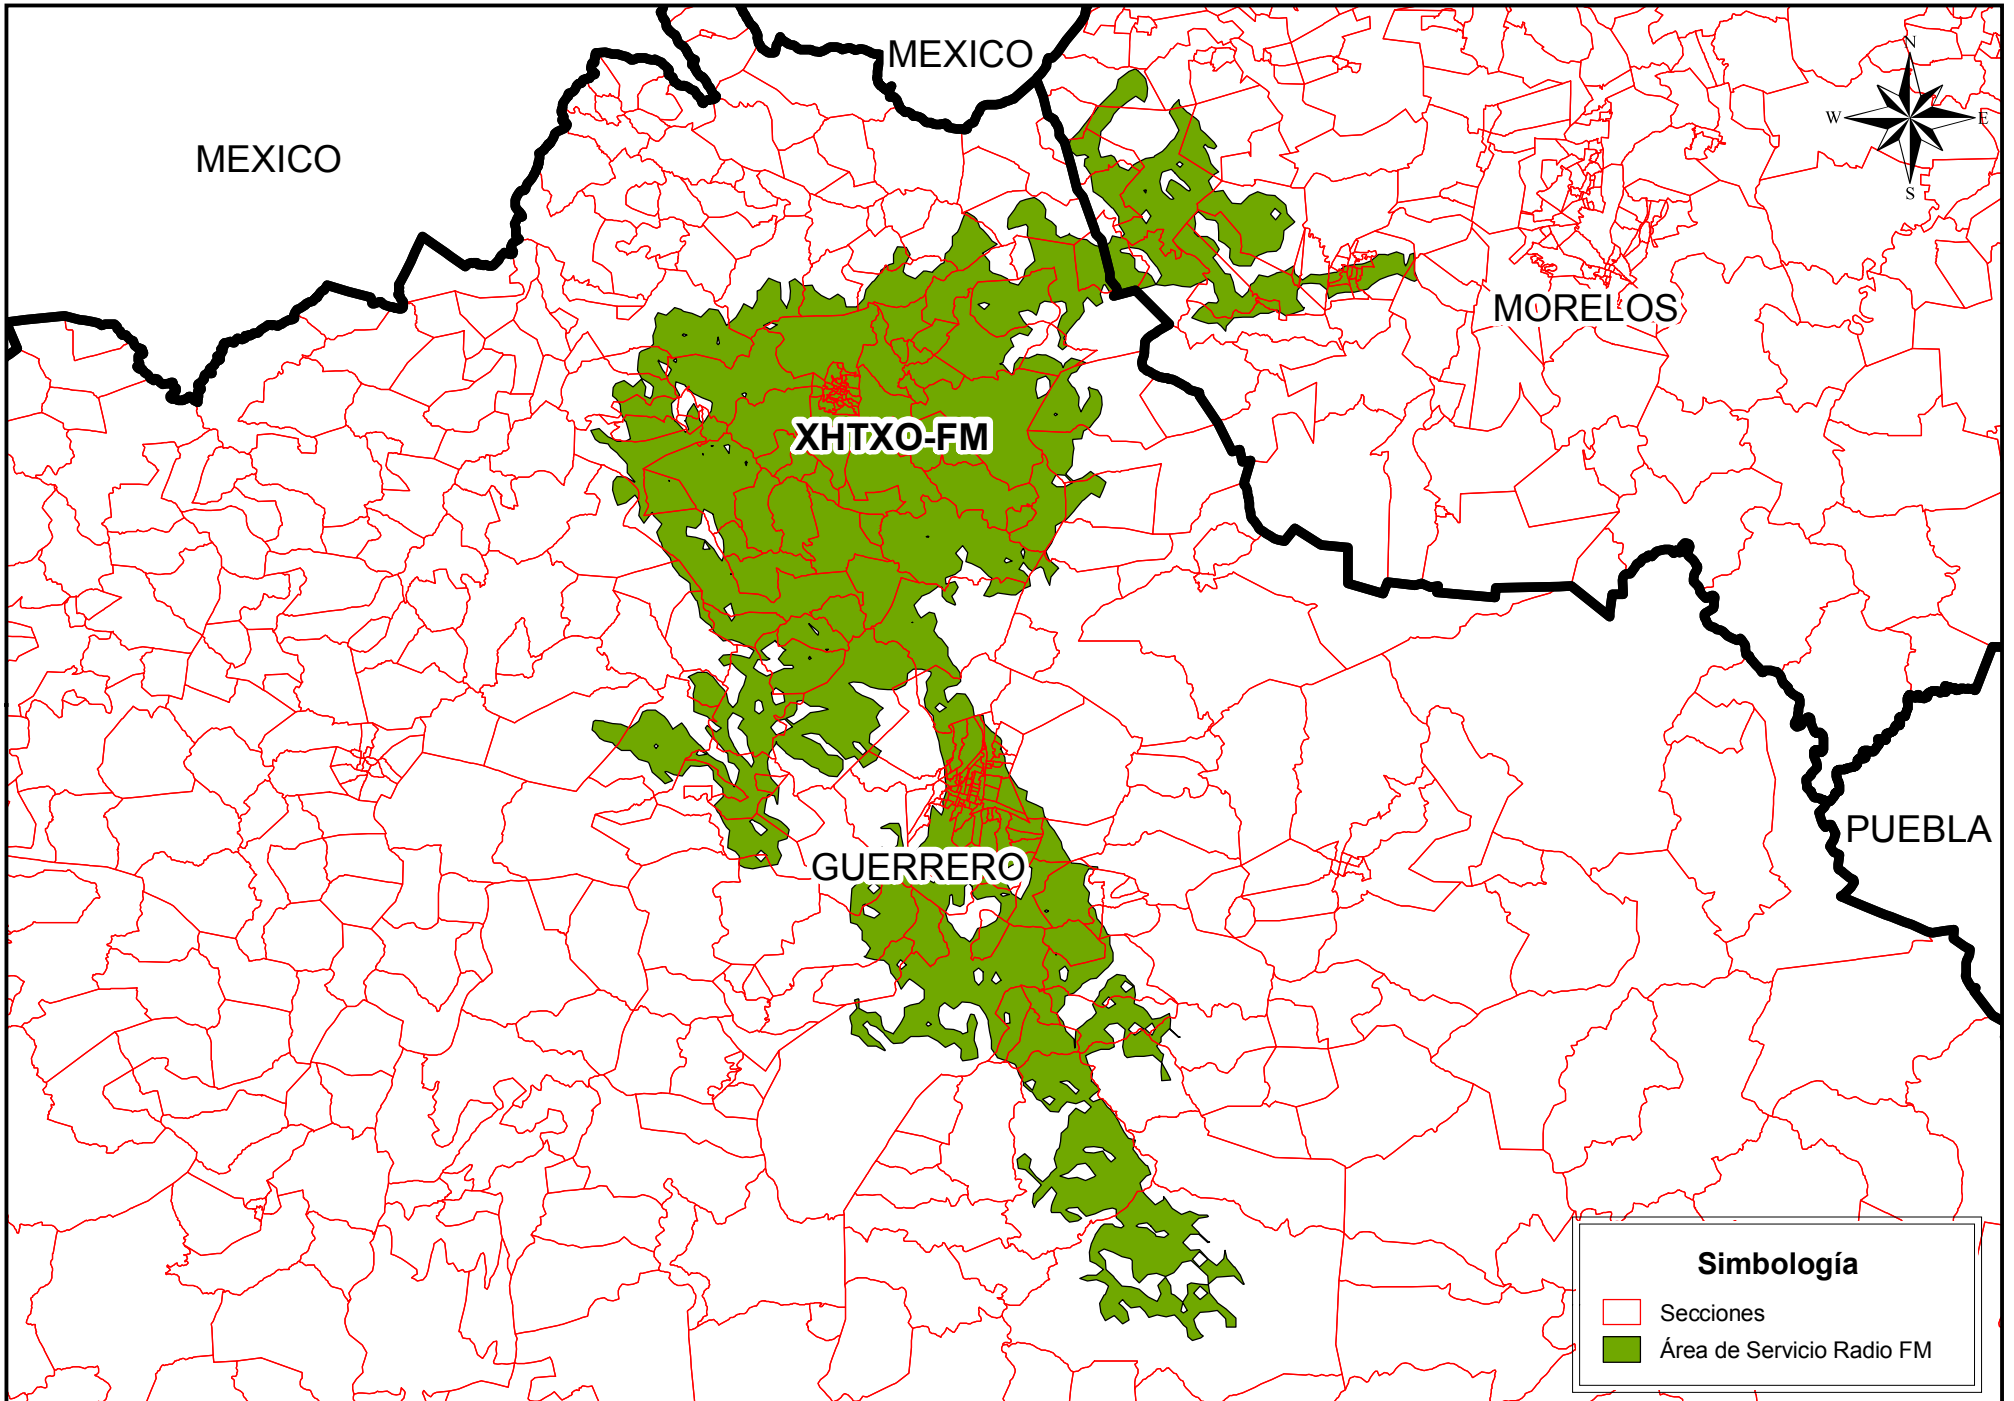 MEXICO
MEXICO
N
W
E
S
MORELOS
XHTXO-FM
PUEBLA
GUERRERO
Simbología
Secciones
Área de Servicio Radio FM